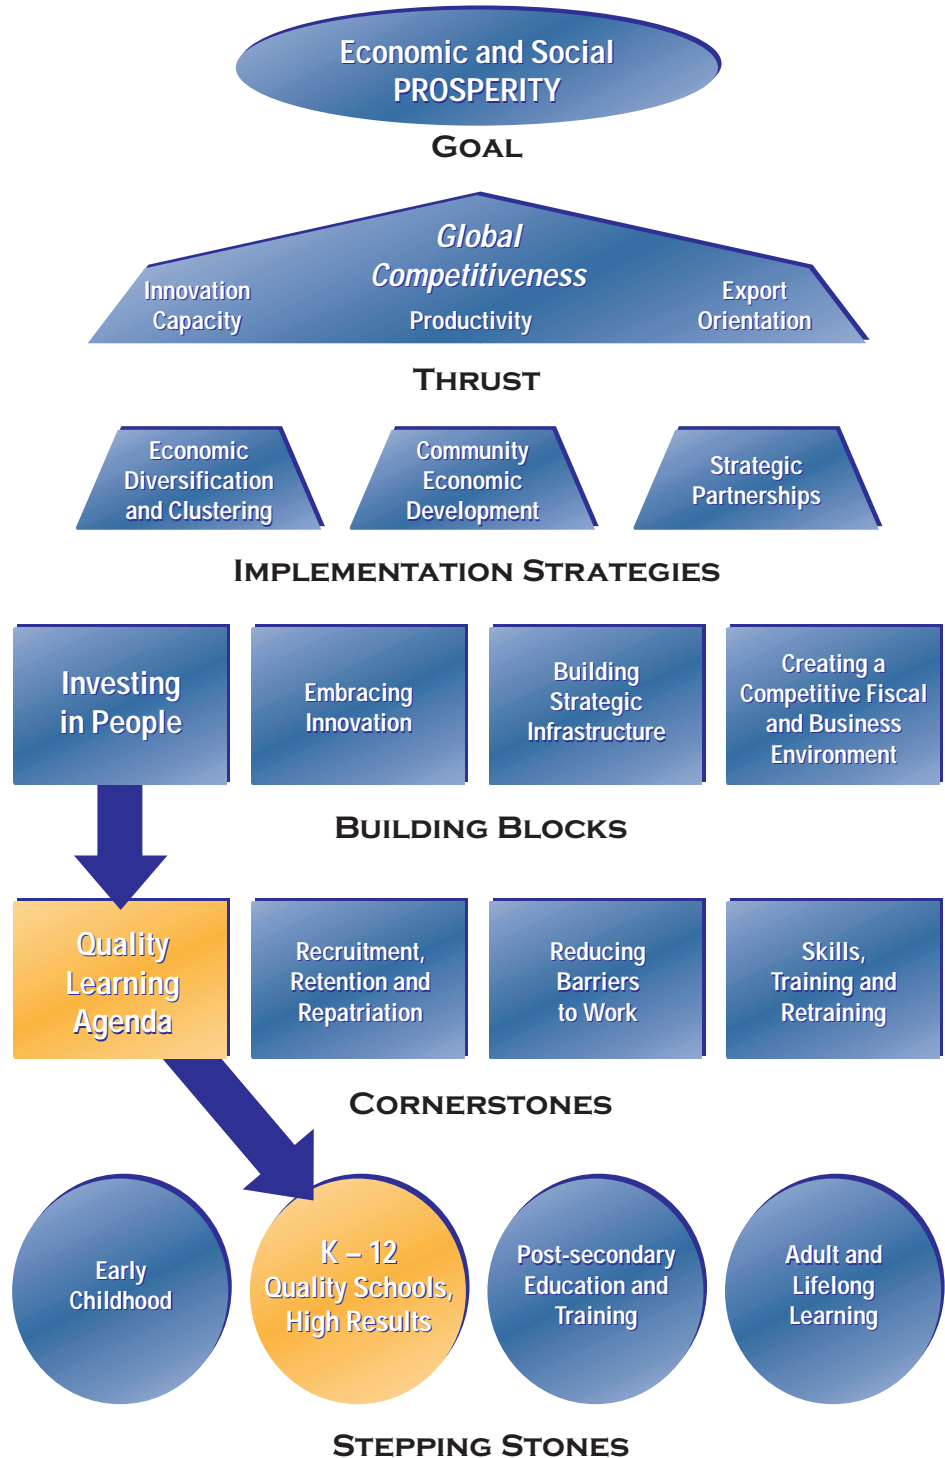 Economic and Social
PROSPERITY
GOAL
Global
Competitiveness
Innovation
Capacity
Productivity
Export
Orientation
THRUST
Economic
Diversification
and Clustering
Community
Economic
Development
Strategic
Partnerships
IMPLEMENTATION STRATEGIES
Investing
in People
Embracing
Innovation
Building
Strategic
Infrastructure
Creating a
Competitive Fiscal
and Business
Environment
BUILDING BLOCKS
Quality
Learning
Agenda
Recruitment,
Retention and
Repatriation
Reducing
Barriers
to Work
Skills,
Training and
Retraining
CORNERSTONES
Early
Childhood
K – 12
Quality Schools,
High Results
Post-secondary
Education and
Training
Adult and
Lifelong
Learning
STEPPING STONES